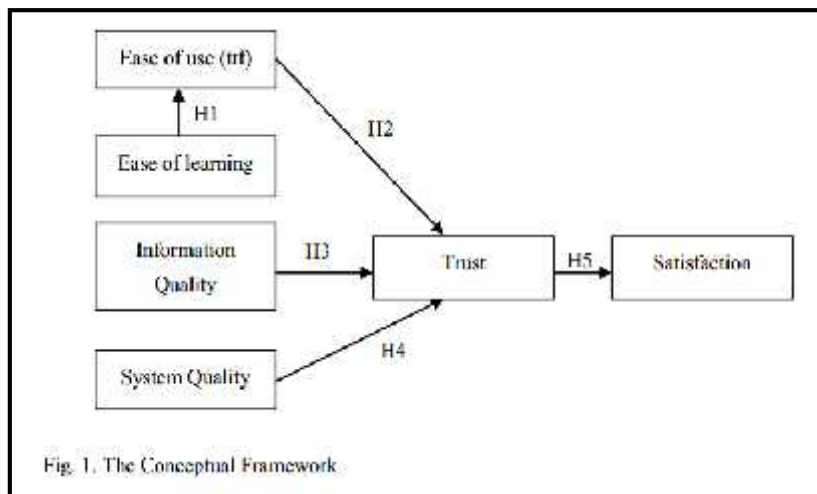 Ease of use (ttf)
H1
H2
Ease of learning
Information
Quality
H3
Trust
H5
Satisfaction
System Quality
H4
Fig. 1. The Conceptual Framework